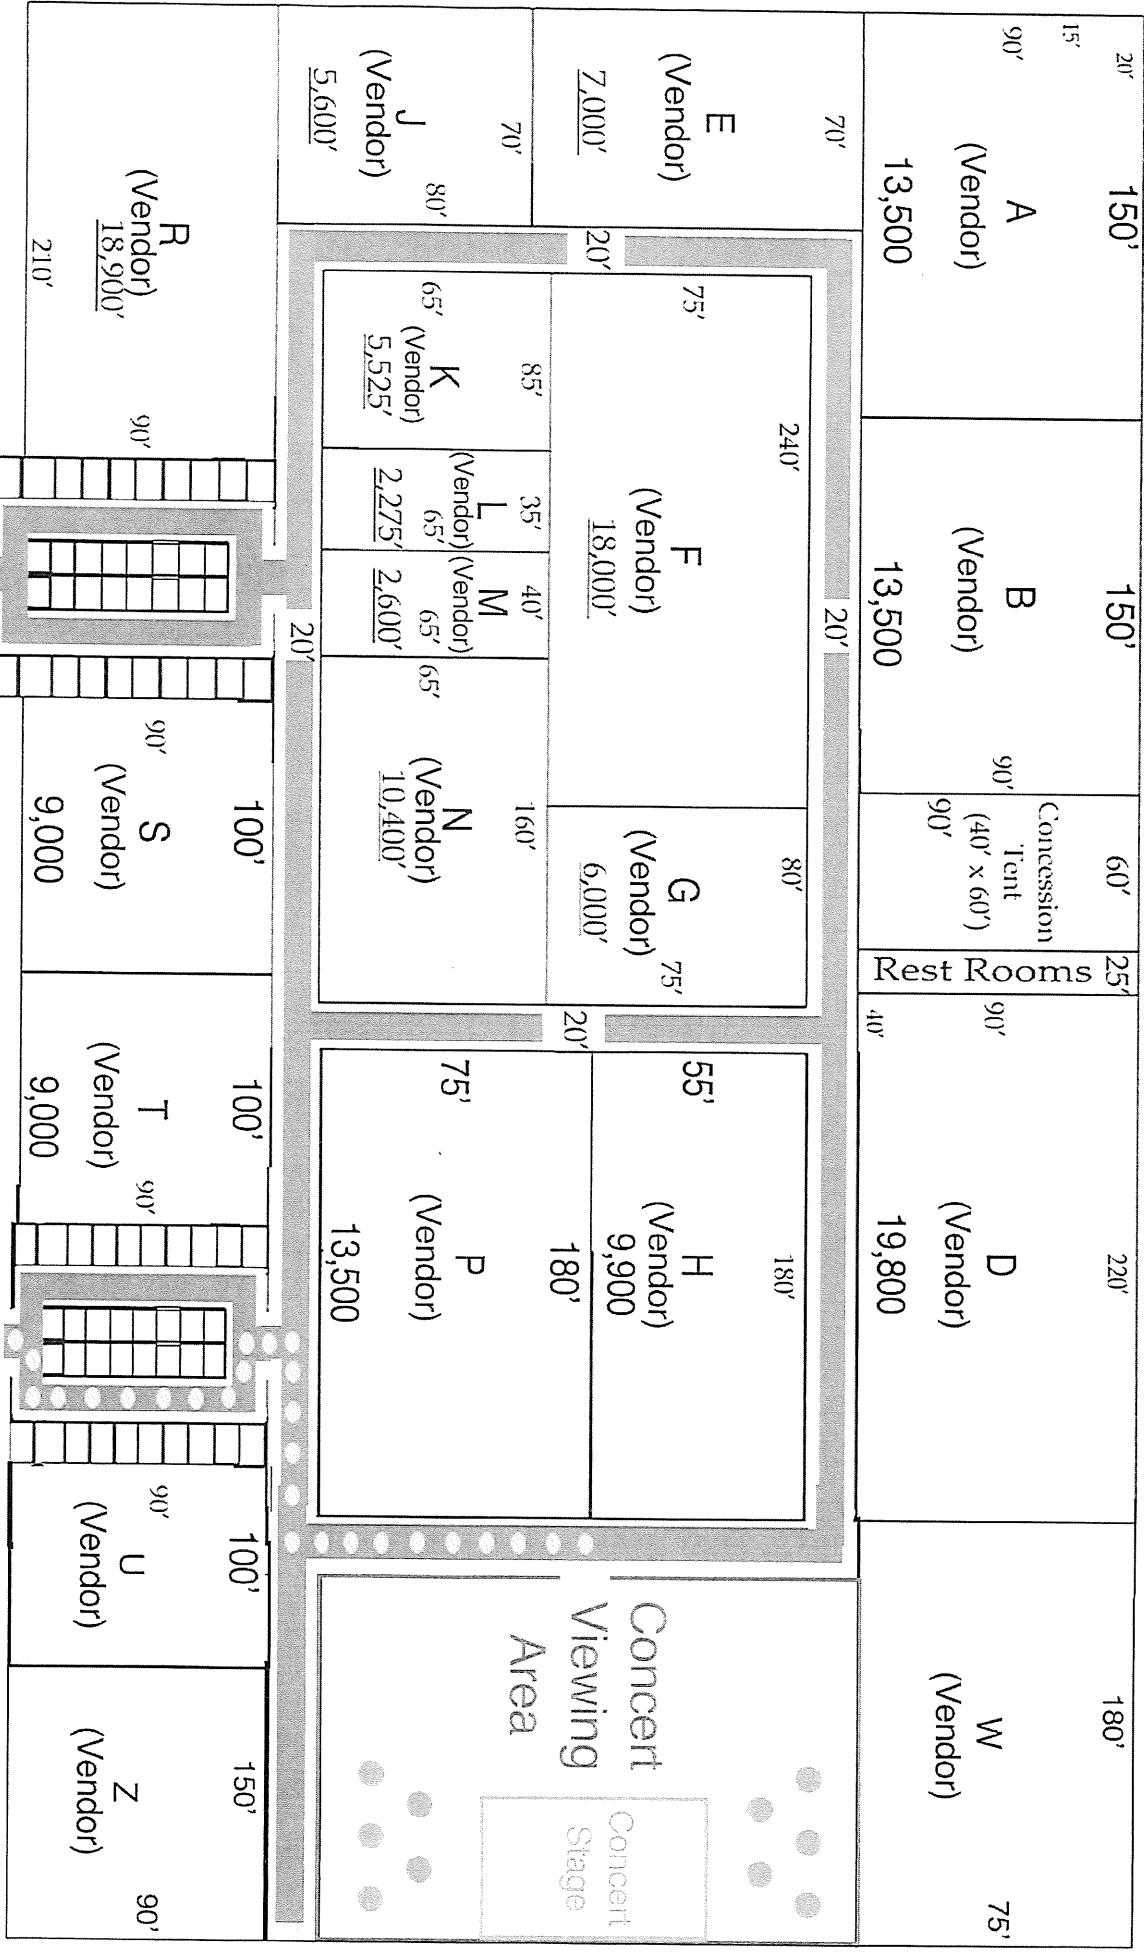 20'
15'
90'
150'
A
(Vendor)
13,500
150'
B
(Vendor)
13,500
90'
60'
Concession
Tent
(40' x 60')
90'
25'
Rest Rooms
90'
40'
220'
D
(Vendor)
19,800
180'
W
(Vendor)
75'
70'
E
(Vendor)
7,000'
70'
80'
J
(Vendor)
5,600'
20'
20'
75'
240'
F
(Vendor)
18,000'
80'
G
(Vendor)
6,000'
75'
65'
85'
K
(Vendor)
5,525'
35'
L
(Vendor)
65'
2,275'
40'
M
(Vendor)
65'
2,600'
65'
160'
N
(Vendor)
10,400'
20'
20'
55'
180'
H
(Vendor)
9,900
75'
180'
P
(Vendor)
13,500
Concert
Viewing
Area
Concert
Stage
R
(Vendor)
18,900'
210'
90'
90'
100'
S
(Vendor)
9,000
100'
T
(Vendor)
9,000
90'
90'
100'
U
(Vendor)
150'
Z
(Vendor)
90'